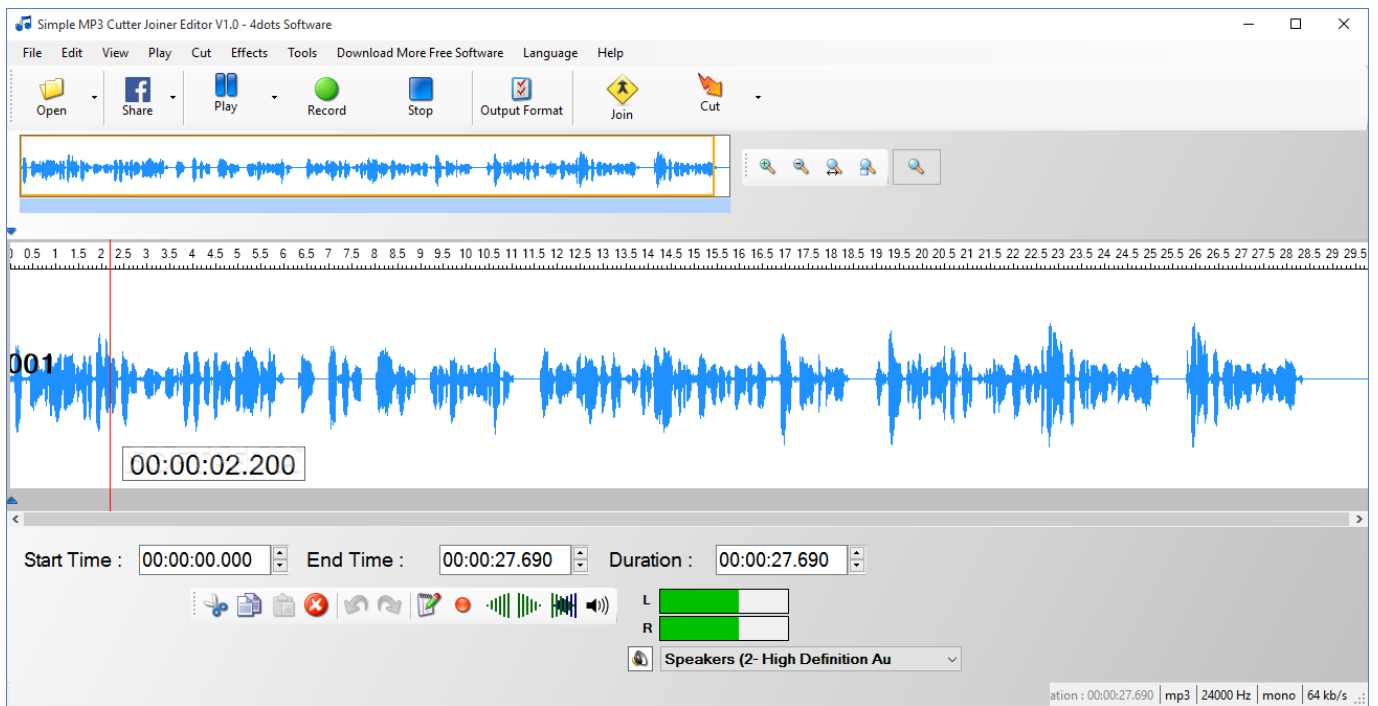 Simple MP3 Cutter Joiner Editor V1.0 - 4dots Software
File Edit View Play Cut Effects Tools Download More Free Software Language Help
Open Share Play Record Stop Output Format Join Cut
0.5 1 1.5 2 2.5 3 3.5 4 4.5 5 5.5 6 6.5 7 7.5 8 8.5 9 9.5 10 10.5 11 11.5 12 12.5 13 13.5 14 14.5 15 15.5 16 16.5 17 17.5 18 18.5 19 19.5 20 20.5 21 21.5 22 22.5 23 23.5 24 24.5 25 25.5 26 26.5 27 27.5 28 28.5 29 29.5
001
00:00:02.200
Start Time : 00:00:00.000 End Time : 00:00:27.690 Duration : 00:00:27.690
L
R
Speakers (2- High Definition Au
ation : 00:00:27.690 mp3 24000 Hz mono 64 kb/s